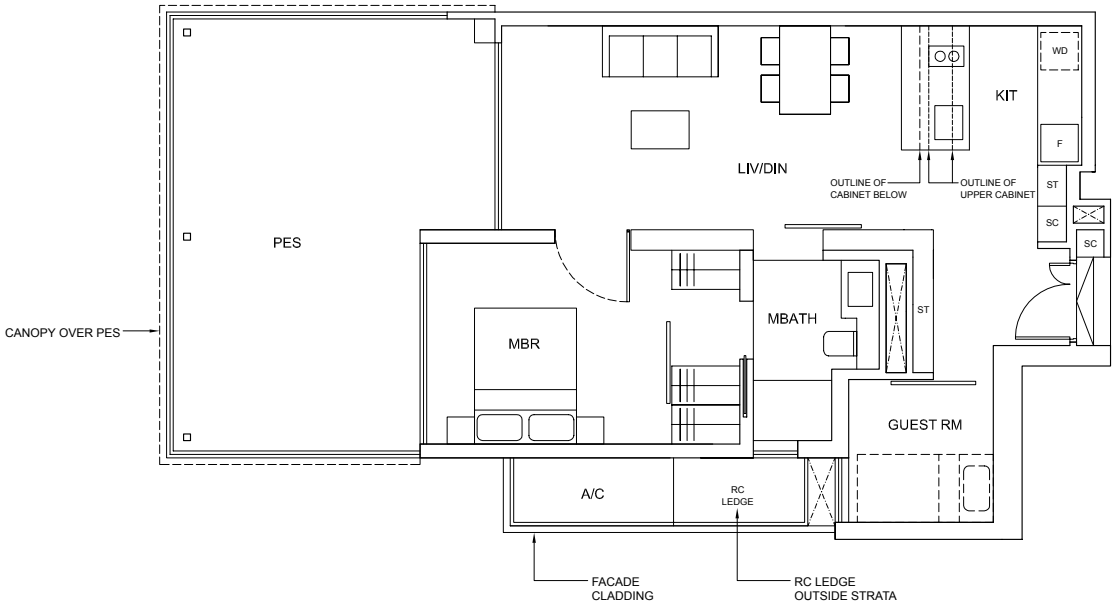 WD
KIT
F
LIV/DIN
OUTLINE OF
CABINET BELOW
OUTLINE OF
UPPER CABINET
ST
SC
SC
PES
CANOPY OVER PES
MBR
MBATH
ST
GUEST RM
A/C
RC
LEDGE
FACADE
CLADDING
RC LEDGE
OUTSIDE STRATA